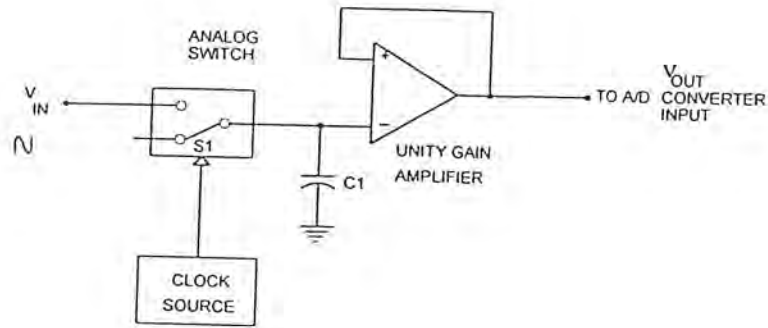 ANALOG
SWITCH
V
IN
S1
+
−
C1
UNITY GAIN
AMPLIFIER
TO A/D
V
OUT
CONVERTER
INPUT
CLOCK
SOURCE